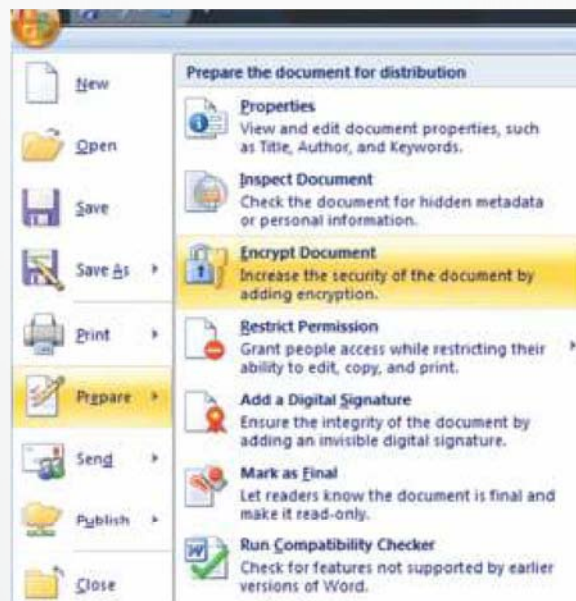 New
Open
Save
Save As
Print
Prepare
Send
Publish
Close
Prepare the document for distribution
Properties
View and edit document properties, such
as Title, Author, and Keywords.
Inspect Document
Check the document for hidden metadata
or personal information.
Encrypt Document
Increase the security of the document by
adding encryption.
Restrict Permission
Grant people access while restricting their
ability to edit, copy, and print.
Add a Digital Signature
Ensure the integrity of the document by
adding an invisible digital signature.
Mark as Final
Let readers know the document is final and
make it read-only.
Run Compatibility Checker
Check for features not supported by earlier
versions of Word.